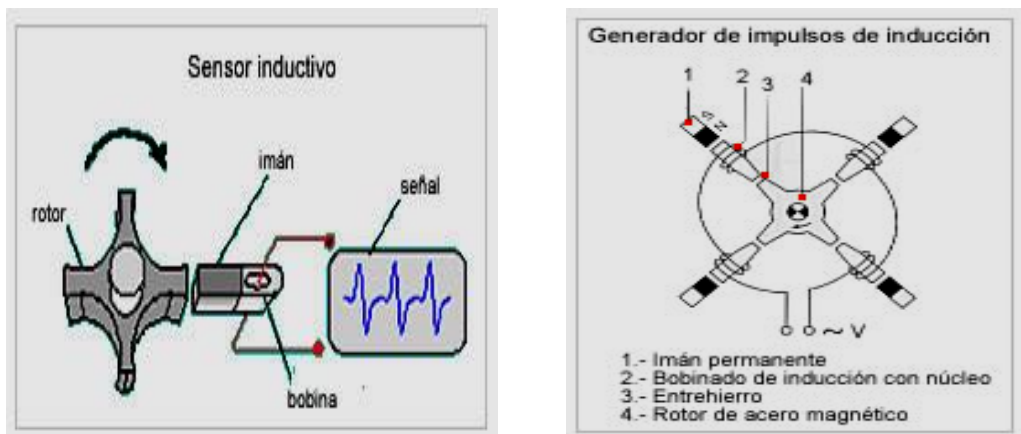 Sensor inductivo
imán
señal
rotor
bobina
Generador de impulsos de inducción
1
2
3
4
S N
~ V
1.- Imán permanente
2.- Bobinado de inducción con núcleo
3.- Entrehierro
4.- Rotor de acero magnético